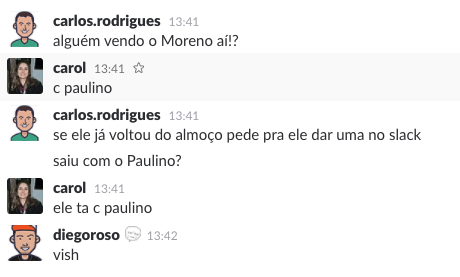 carlos.rodrigues 13:41
alguém vendo o Moreno aí!?
carol 13:41
c paulino
carlos.rodrigues 13:41
se ele já voltou do almoço pede pra ele dar uma no slack
saiu com o Paulino?
carol 13:41
ele ta c paulino
diegoroso 13:42
vish